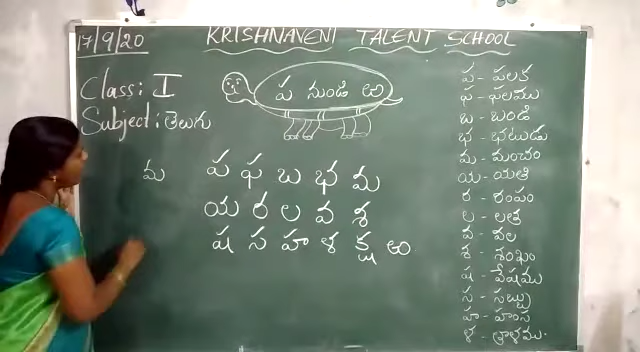 17/9/20
KRISHNAVENI TALENT SCHOOL
Class: I
Subject: తెలుగు
ప నుండి ఱ
మ
ప ఫ బ భ మ
య ర ల వ శ
ష స హ ళ క్ష ఱ
ప - పలక
ఫ - ఫలము
బ - బండి
భ - భటుడు
మ - మంచం
య - యతి
ర - రంపం
ల - లత
వ - వల
శ - శంఖం
ష - వేషము
స - సబ్బు
హ - హంస
ళ - తాళము